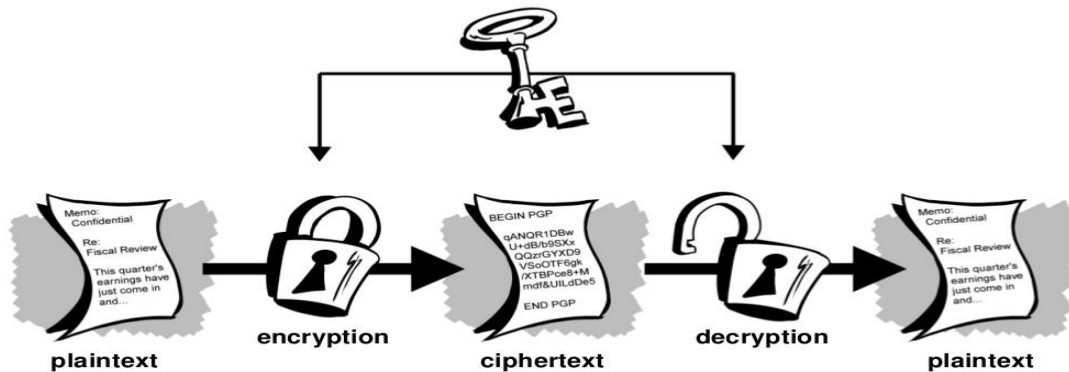 Memo:
Confidential
Re:
Fiscal Review
This quarter's
earnings have
just come in
and...
plaintext
encryption
BEGIN PGP
qANQR1DBw
U+dB/b9SXx
QQzrGYXD9
VSoOTF6gk
/XTBPce8+M
mdf&UILdDe5
END PGP
ciphertext
decryption
Memo:
Confidential
Re:
Fiscal Review
This quarter's
earnings have
just come in
and...
plaintext